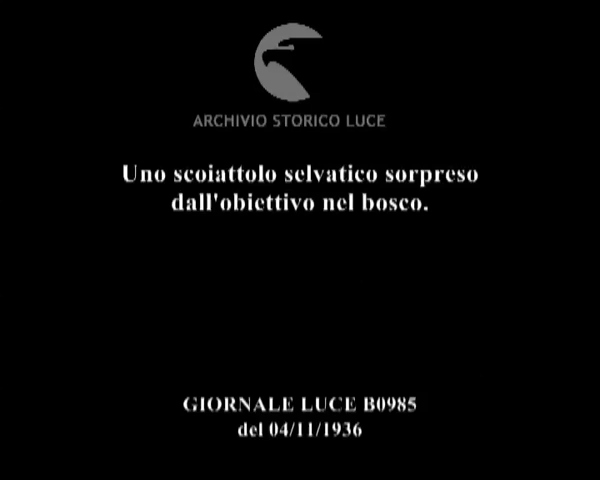 ARCHIVIO STORICO LUCE
Uno scoiattolo selvatico sorpreso
dall'obiettivo nel bosco.
GIORNALE LUCE B0985
del 04/11/1936